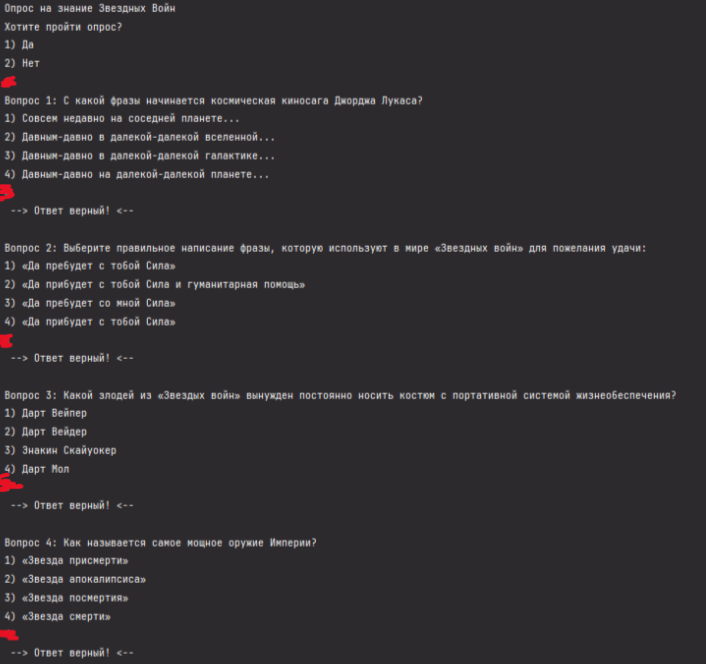 Опрос на знание Звездных Войн
Хотите пройти опрос?
1) Да
2) Нет
Вопрос 1: С какой фразы начинается космическая киносага Джорджа Лукаса?
1) Совсем недавно на соседней планете...
2) Давным-давно в далекой-далекой вселенной...
3) Давным-давно в далекой-далекой галактике...
4) Давным-давно на далекой-далекой планете...
--> Ответ верный! <--
Вопрос 2: Выберите правильное написание фразы, которую используют в мире «Звездных войн» для пожелания удачи:
1) «Да пребудет с тобой Сила»
2) «Да прибудет с тобой Сила и гуманитарная помощь»
3) «Да пребудет со мной Сила»
4) «Да прибудет с тобой Сила»
--> Ответ верный! <--
Вопрос 3: Какой злодей из «Звездых войн» вынужден постоянно носить костюм с портативной системой жизнеобеспечения?
1) Дарт Вейпер
2) Дарт Вейдер
3) Энакин Скайуокер
4) Дарт Мол
--> Ответ верный! <--
Вопрос 4: Как называется самое мощное оружие Империи?
1) «Звезда присмерти»
2) «Звезда апокалипсиса»
3) «Звезда посмертия»
4) «Звезда смерти»
--> Ответ верный! <--